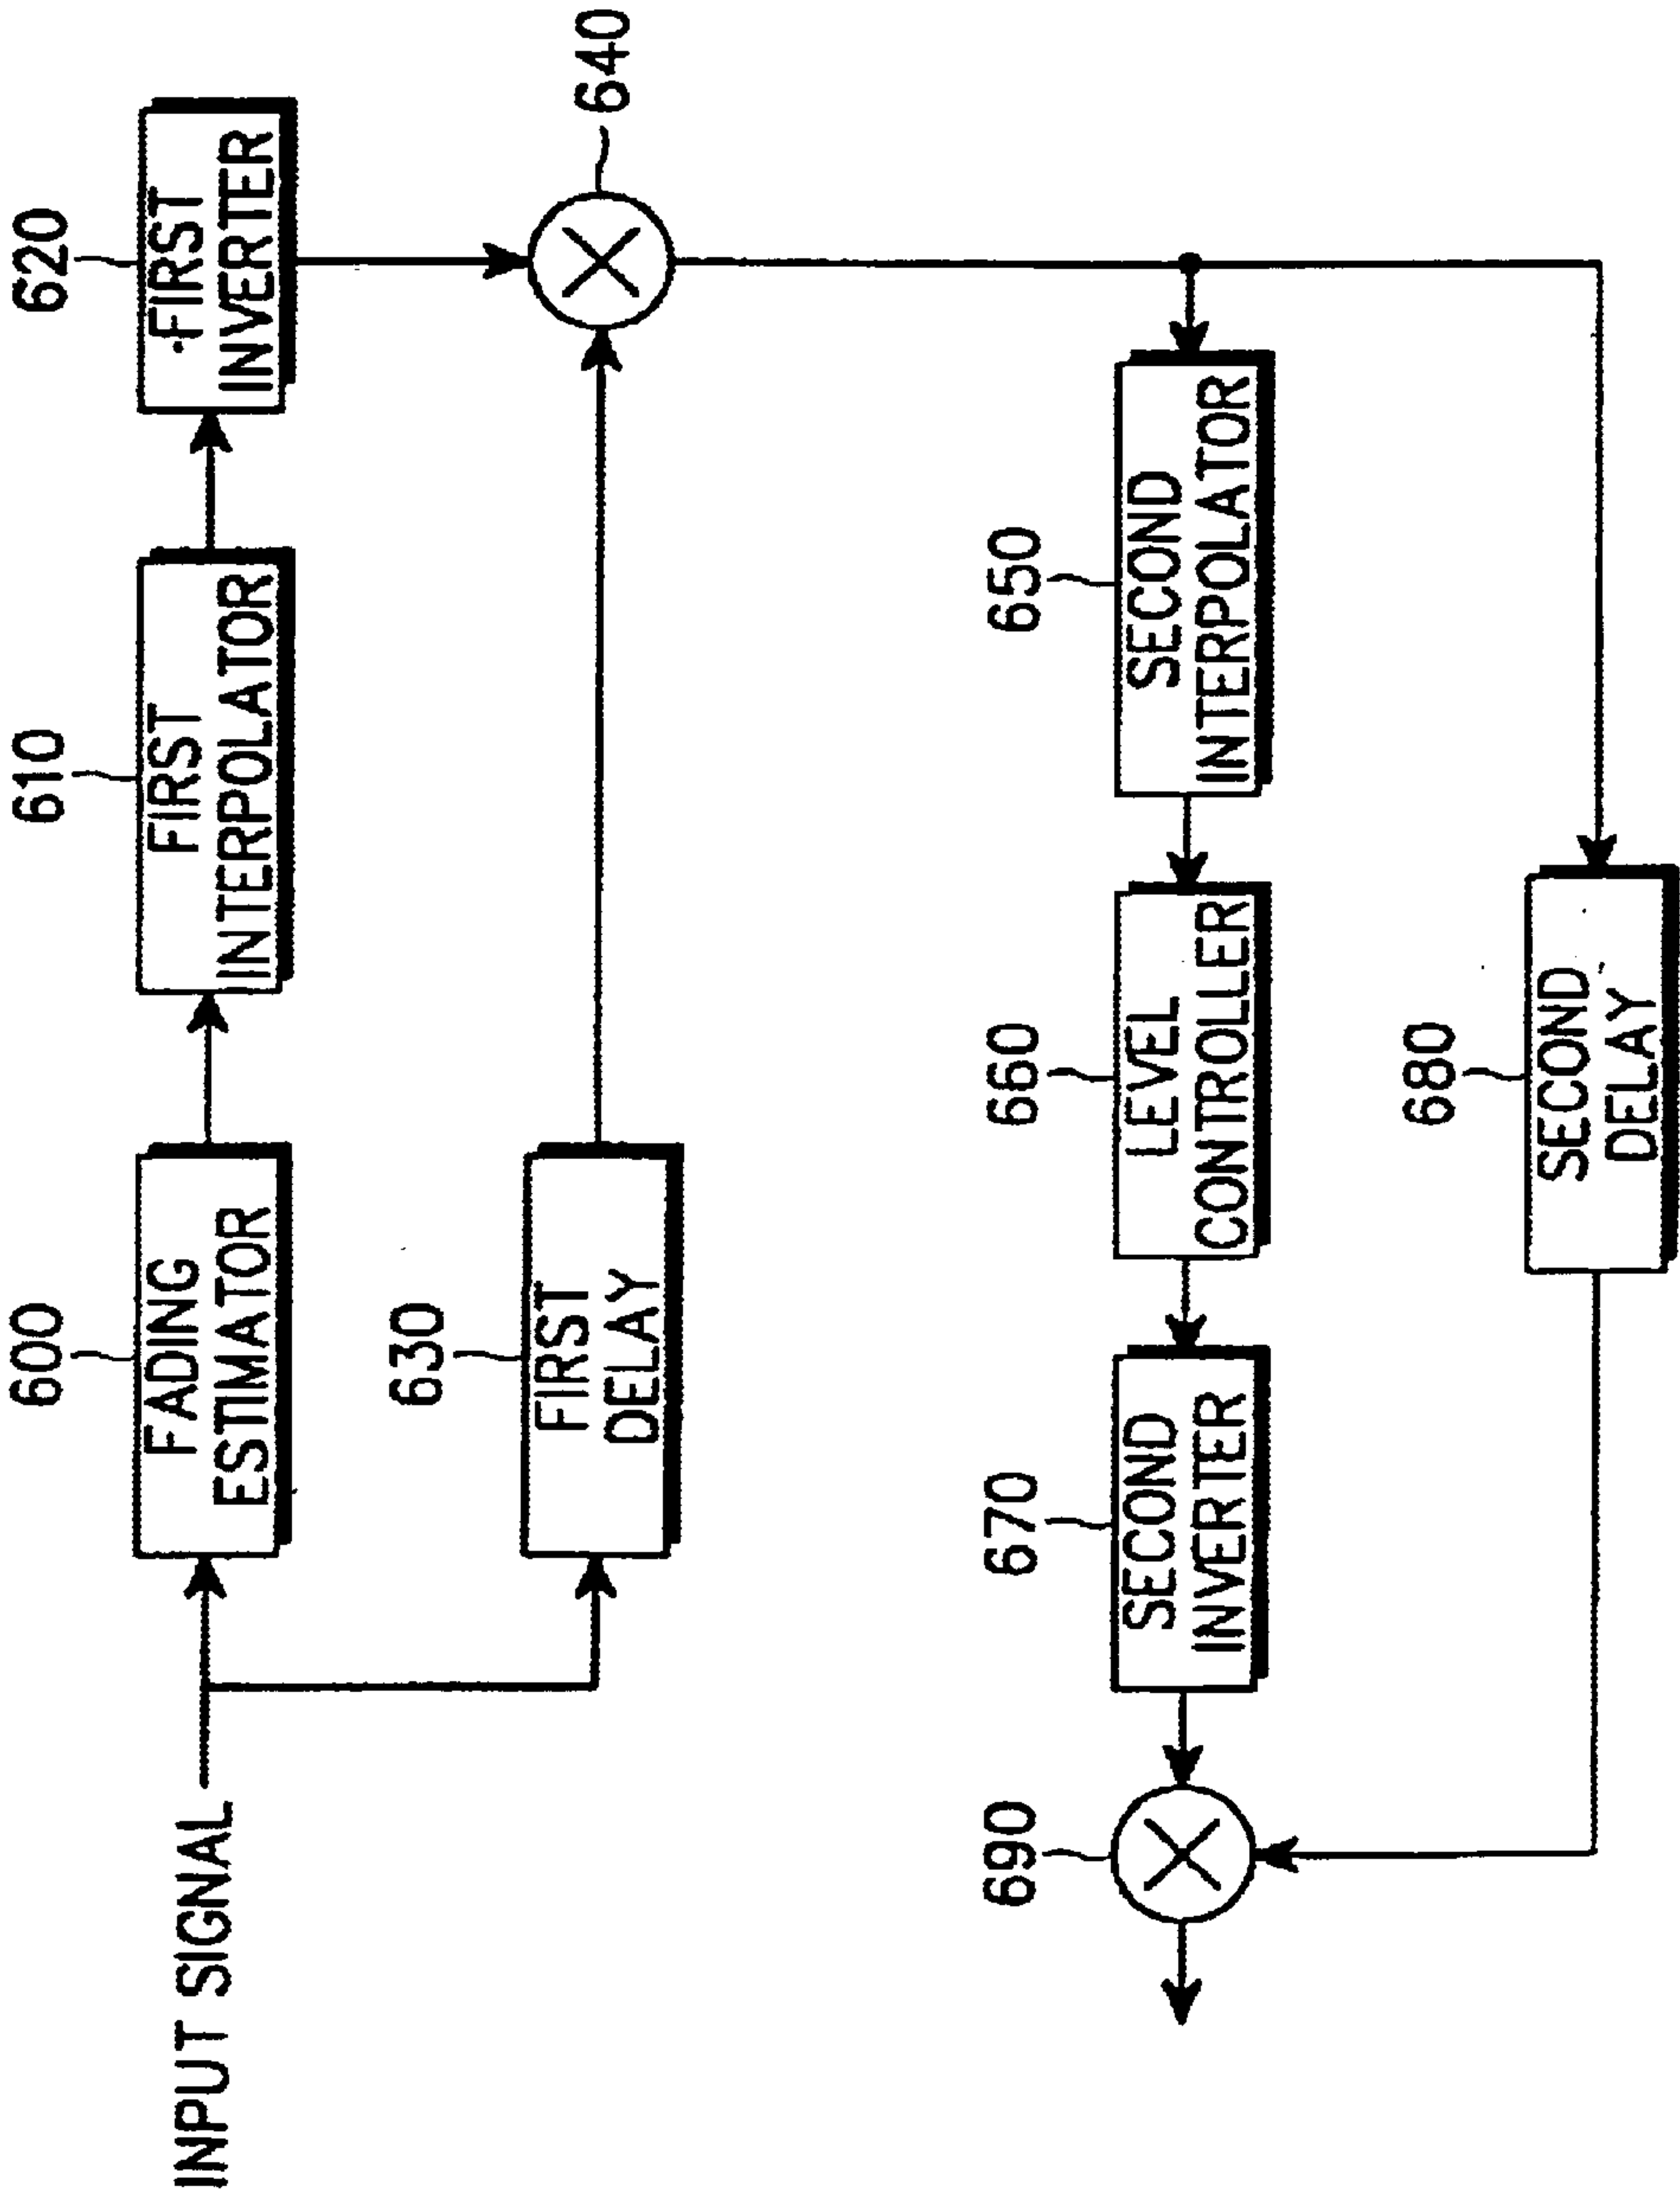 INPUT SIGNAL
600
FADING
ESTIMATOR
610
FIRST
INTERPOLATOR
620
FIRST
INVERTER
630
FIRST
DELAY
640
690
670
SECOND
INVERTER
660
LEVEL
CONTROLLER
650
SECOND
INTERPOLATOR
680
SECOND
DELAY